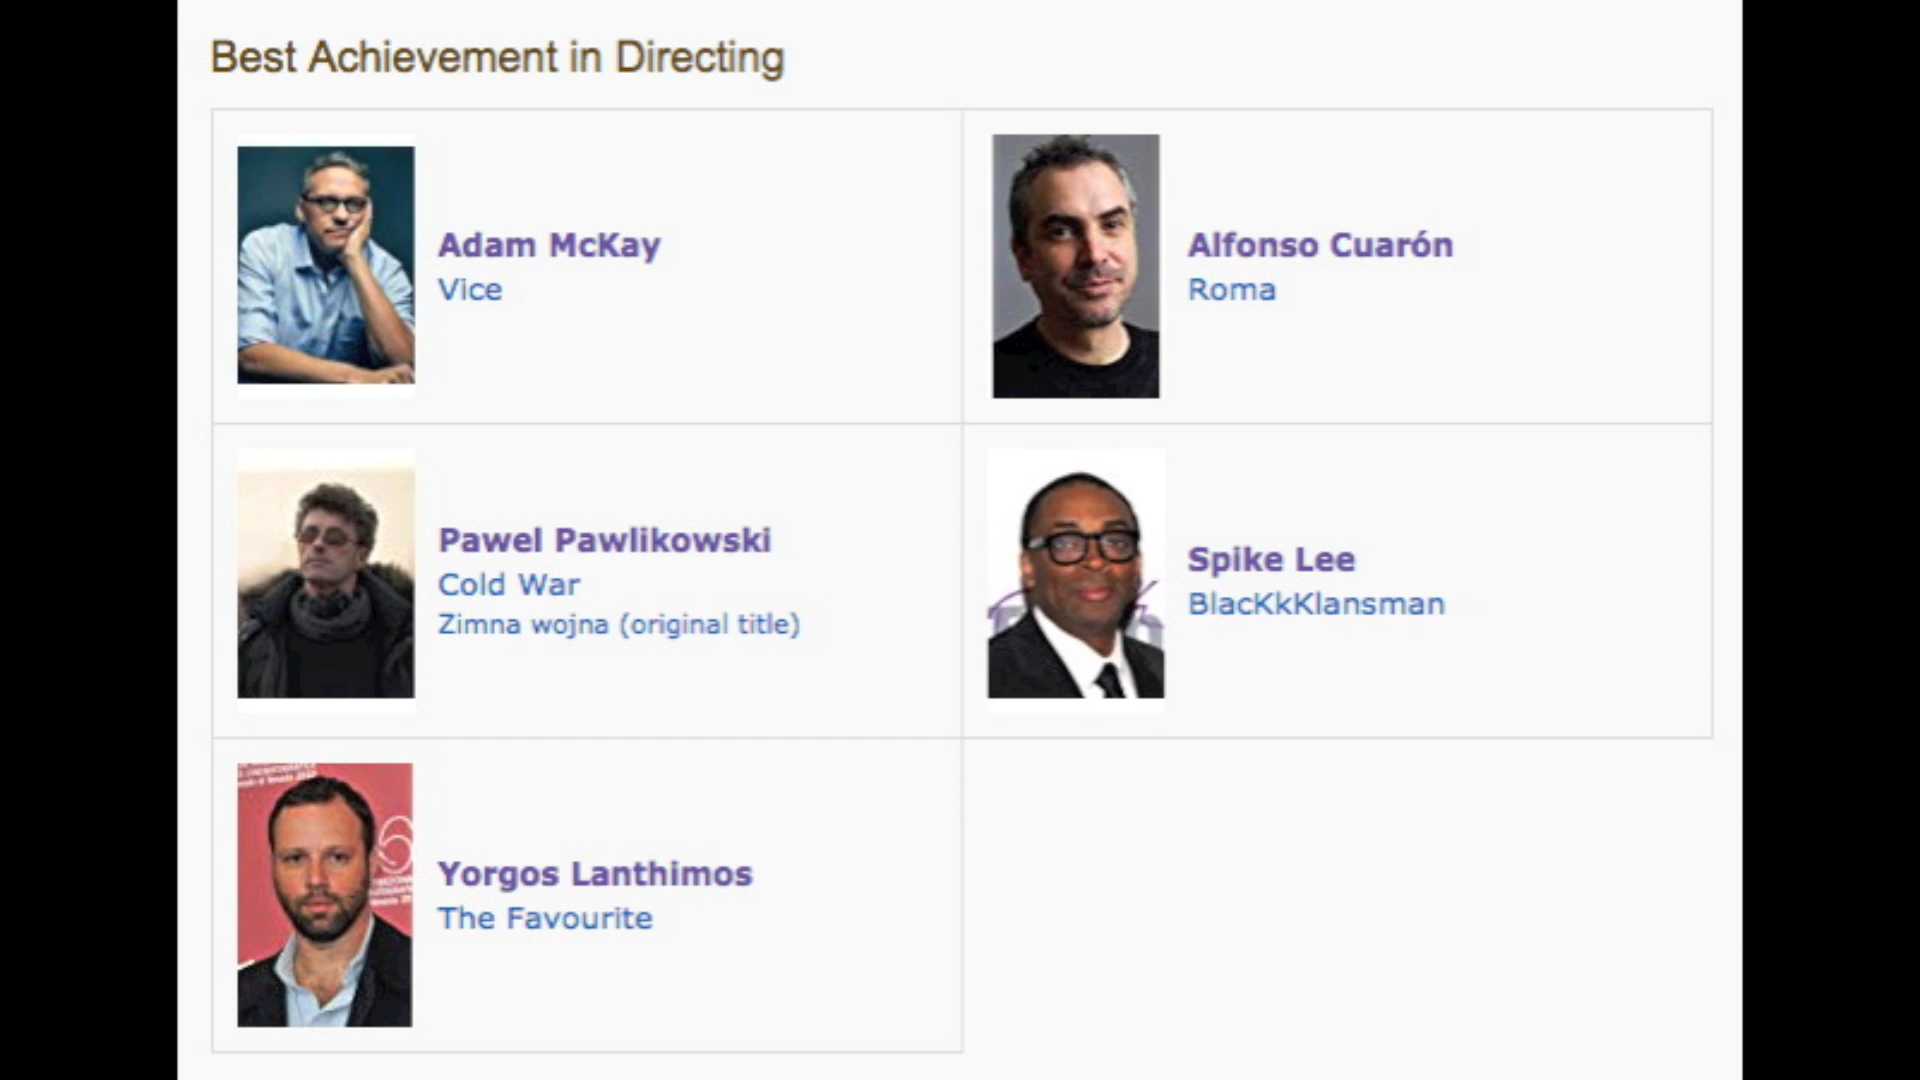 Best Achievement in Directing
Adam McKay
Vice
Alfonso Cuarón
Roma
Pawel Pawlikowski
Cold War
Zimna wojna (original title)
Spike Lee
BlacKkKlansman
Yorgos Lanthimos
The Favourite